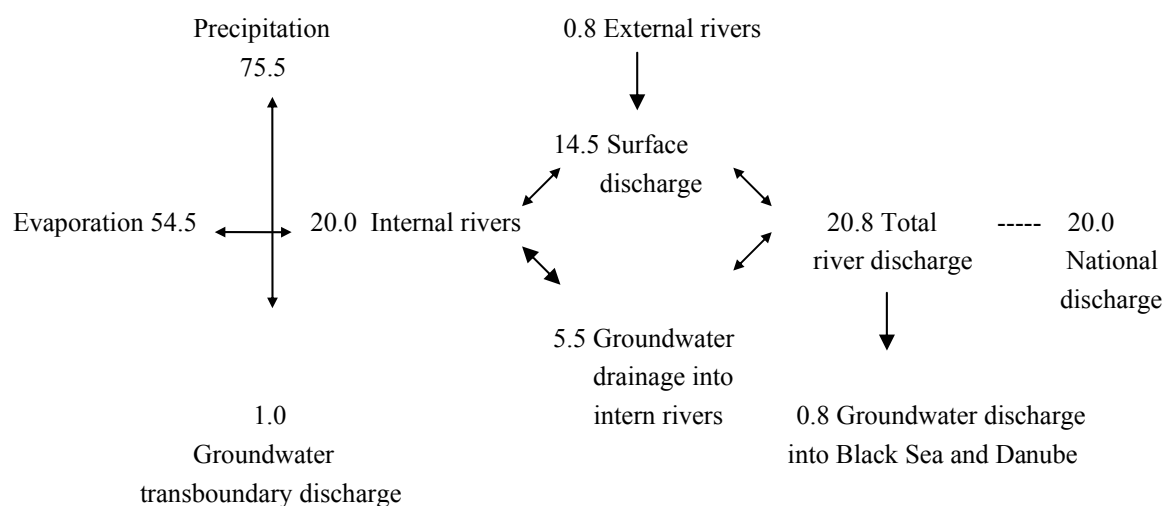 Precipitation
75.5
0.8 External rivers
14.5 Surface
discharge
Evaporation 54.5
20.0 Internal rivers
20.8 Total
river discharge
-----
20.0
National
discharge
5.5 Groundwater
drainage into
intern rivers
1.0
Groundwater
transboundary discharge
0.8 Groundwater discharge
into Black Sea and Danube